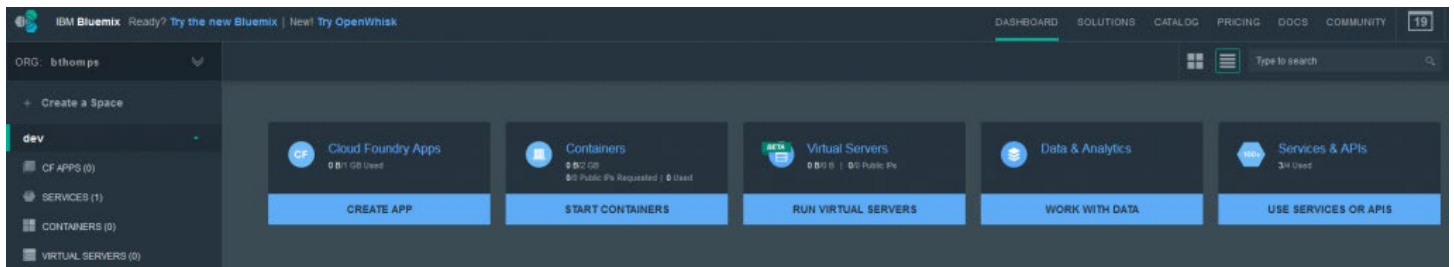 IBM Bluemix Ready? Try the new Bluemix | New! Try OpenWhisk
DASHBOARD SOLUTIONS CATALOG PRICING DOCS COMMUNITY 19
ORG: bthomps
Type to search
+ Create a Space
dev
CF APPS (0)
SERVICES (1)
CONTAINERS (0)
VIRTUAL SERVERS (0)
CF
Cloud Foundry Apps
0 B/1 GB Used
CREATE APP
Containers
0 B/2 GB
0/0 Public IPs Requested | 0 Used
START CONTAINERS
BETA
Virtual Servers
0 B/0 B | 0/0 Public IPs
RUN VIRTUAL SERVERS
Data & Analytics
WORK WITH DATA
100+
Services & APIs
3/4 Used
USE SERVICES OR APIS